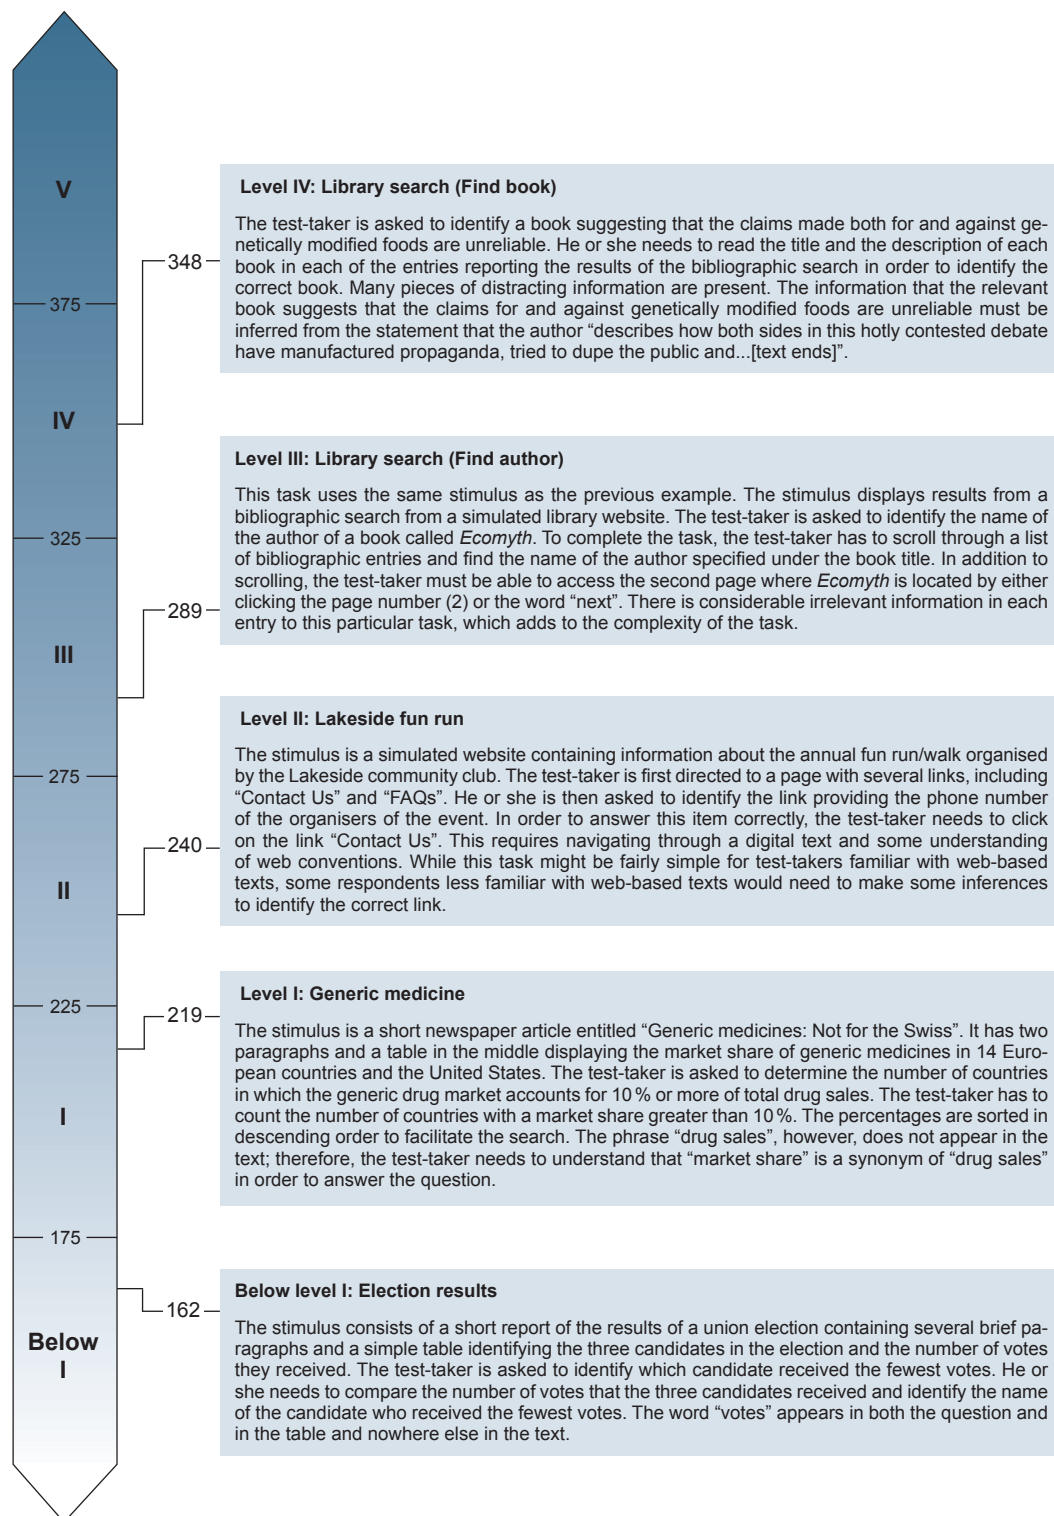 V
Level IV: Library search (Find book)
The test-taker is asked to identify a book suggesting that the claims made both for and against ge-
netically modified foods are unreliable. He or she needs to read the title and the description of each
348
book in each of the entries reporting the results of the bibliographic search in order to identify the
correct book. Many pieces of distracting information are present. The information that the relevant
375
book suggests that the claims for and against genetically modified foods are unreliable must be
inferred from the statement that the author “describes how both sides in this hotly contested debate
have manufactured propaganda, tried to dupe the public and...[text ends]”.
IV
Level III: Library search (Find author)
This task uses the same stimulus as the previous example. The stimulus displays results from a
bibliographic search from a simulated library website. The test-taker is asked to identify the name of
325
the author of a book called Ecomyth. To complete the task, the test-taker has to scroll through a list
of bibliographic entries and find the name of the author specified under the book title. In addition to
scrolling, the test-taker must be able to access the second page where Ecomyth is located by either
289
clicking the page number (2) or the word “next”. There is considerable irrelevant information in each
entry to this particular task, which adds to the complexity of the task.
III
Level II: Lakeside fun run
The stimulus is a simulated website containing information about the annual fun run/walk organised
275
by the Lakeside community club. The test-taker is first directed to a page with several links, including
“Contact Us” and “FAQs”. He or she is then asked to identify the link providing the phone number
of the organisers of the event. In order to answer this item correctly, the test-taker needs to click
240
on the link “Contact Us”. This requires navigating through a digital text and some understanding
of web conventions. While this task might be fairly simple for test-takers familiar with web-based
II
texts, some respondents less familiar with web-based texts would need to make some inferences
to identify the correct link.
Level I: Generic medicine
225
219
The stimulus is a short newspaper article entitled “Generic medicines: Not for the Swiss”. It has two
paragraphs and a table in the middle displaying the market share of generic medicines in 14 Euro-
pean countries and the United States. The test-taker is asked to determine the number of countries
in which the generic drug market accounts for 10 % or more of total drug sales. The test-taker has to
I
count the number of countries with a market share greater than 10 %. The percentages are sorted in
descending order to facilitate the search. The phrase “drug sales”, however, does not appear in the
text; therefore, the test-taker needs to understand that “market share” is a synonym of “drug sales”
in order to answer the question.
175
Below level I: Election results
162
The stimulus consists of a short report of the results of a union election containing several brief pa-
Below
I
ragraphs and a simple table identifying the three candidates in the election and the number of votes
they received. The test-taker is asked to identify which candidate received the fewest votes. He or
she needs to compare the number of votes that the three candidates received and identify the name
of the candidate who received the fewest votes. The word “votes” appears in both the question and
in the table and nowhere else in the text.